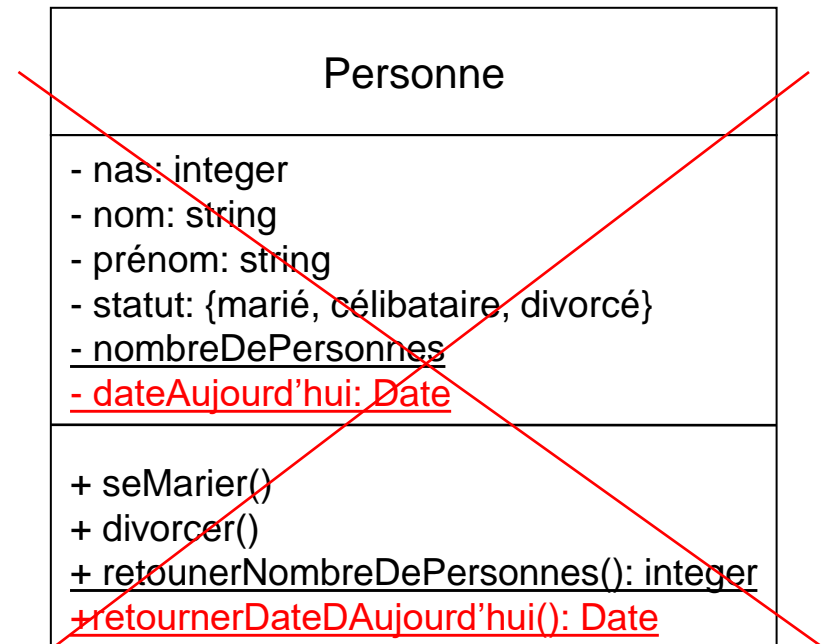 Personne
- nas: integer
- nom: string
- prénom: string
- statut: {marié, célibataire, divorcé}
- nombreDePersonnes
- dateAujourd’hui: Date
+ seMarier()
+ divorcer()
+ retounerNombreDePersonnes(): integer
+retournerDateDAujourd’hui(): Date